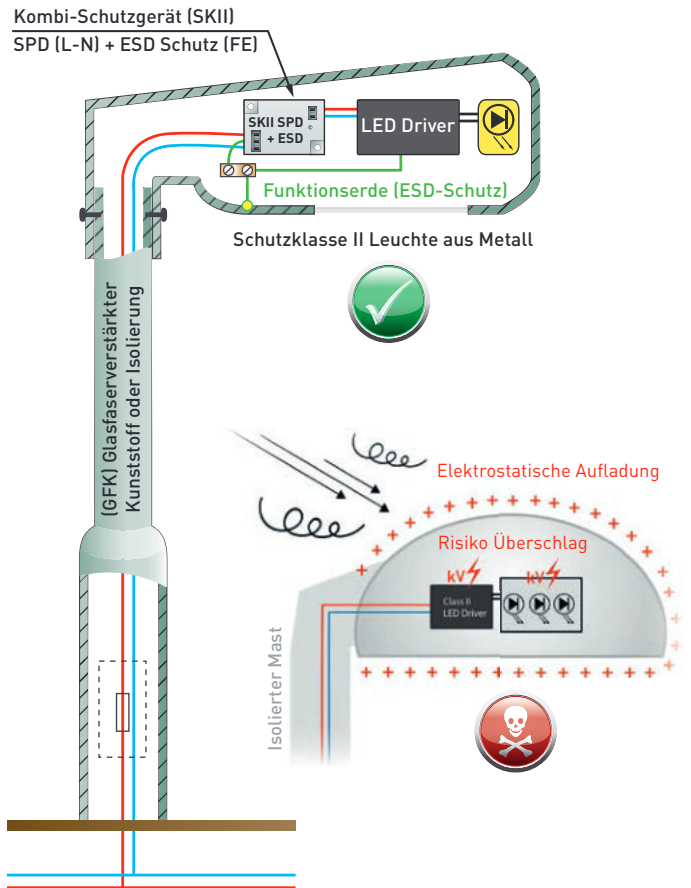 Kombi-Schutzgerät (SKII)
SPD (L-N) + ESD Schutz (FE)
SKII SPD
+ ESD
LED Driver
Funktionserde (ESD-Schutz)
Schutzklasse II Leuchte aus Metall
(GFK) Glasfaserverstärkter
Kunststoff oder Isolierung
Elektrostatische Aufladung
Risiko Überschlag
kV
kV
Class II
LED Driver
Isolierter Mast